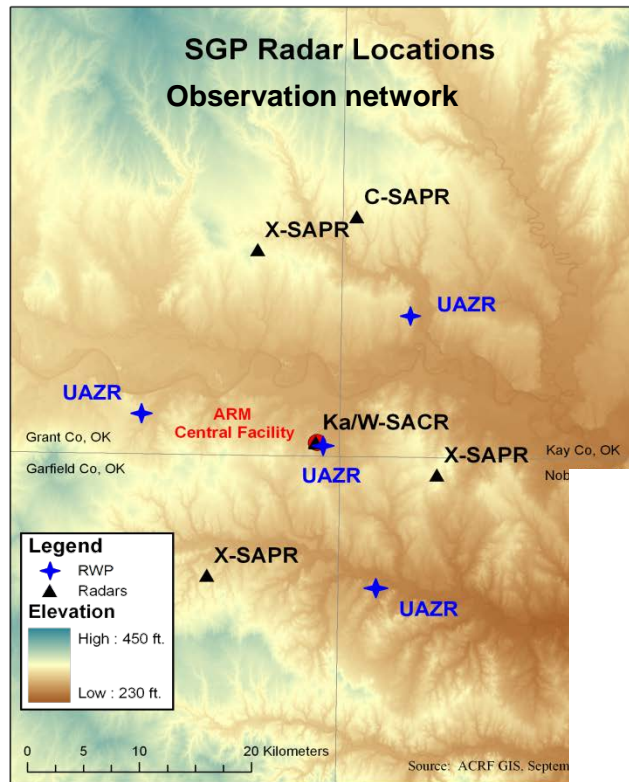 SGP Radar Locations
Observation network
C-SAPR
X-SAPR
UAZR
UAZR
ARM
Central Facility
Ka/W-SACR
Grant Co, OK
Kay Co, OK
Garfield Co, OK
X-SAPR
UAZR
Legend
RWP
Radars
Elevation
High : 450 ft.
Low : 230 ft.
X-SAPR
UAZR
0 5 10 20 Kilometers
Source: ACRF GIS, Septem